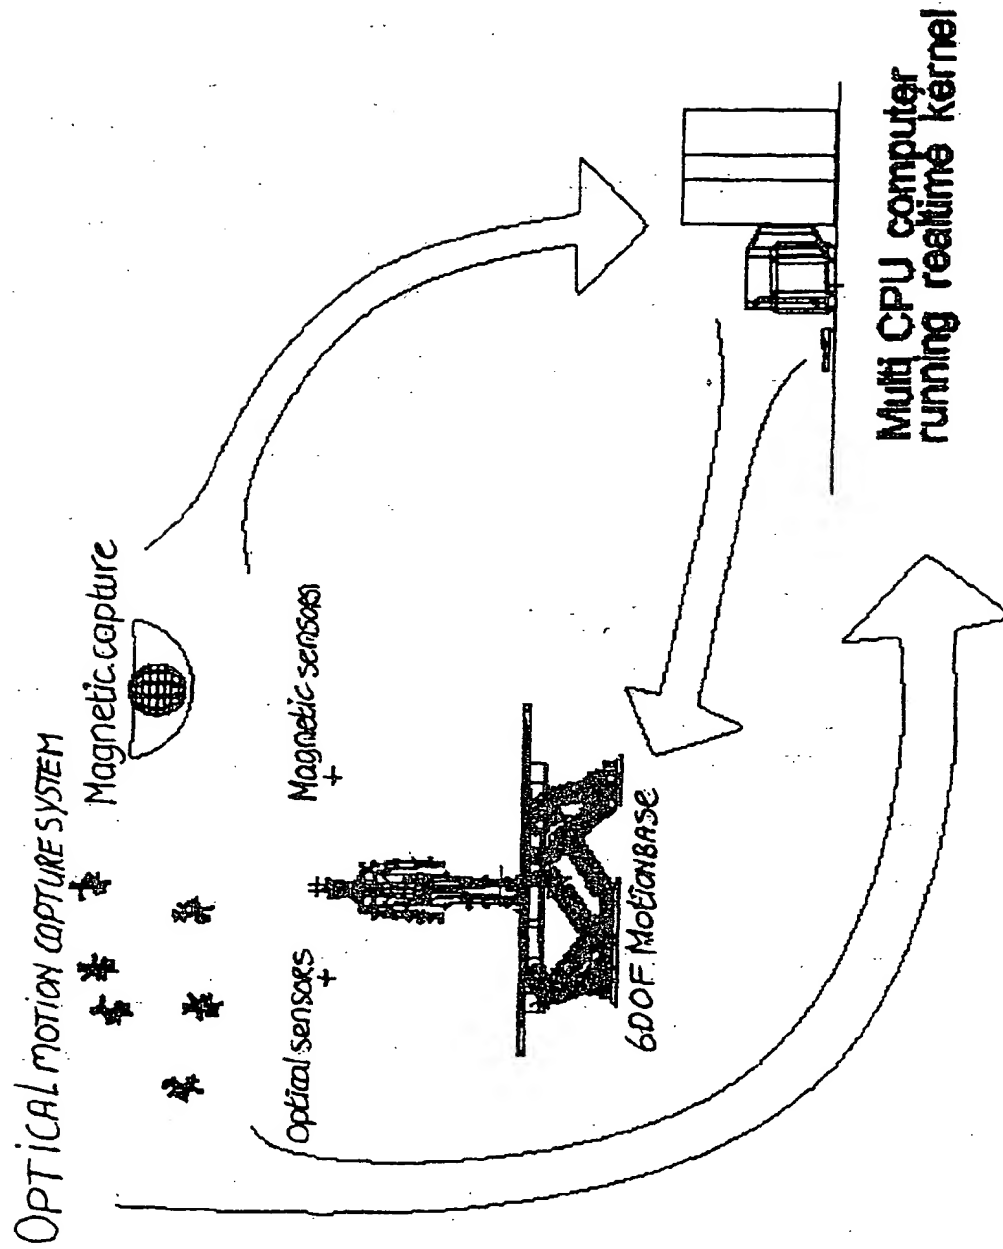 OPTICAL MOTION CAPTURE SYSTEM
Magnetic capture
Optical sensors
+
Magnetic sensors
+
6DOF MotionBASE
Multi CPU computer
running realtime kernel